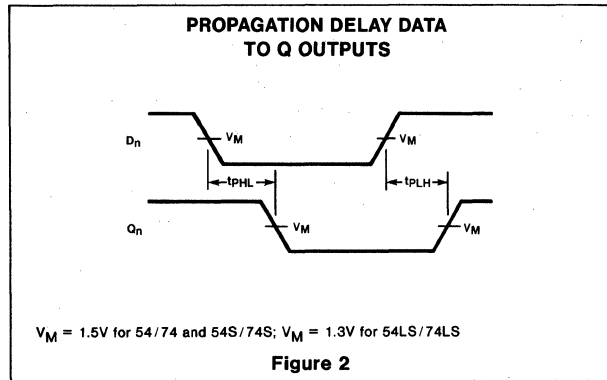 PROPAGATION DELAY DATA
TO Q OUTPUTS
Dn
VM
VM
tPHL
tPLH
Qn
VM
VM
VM = 1.5V for 54/74 and 54S/74S; VM = 1.3V for 54LS/74LS
Figure 2